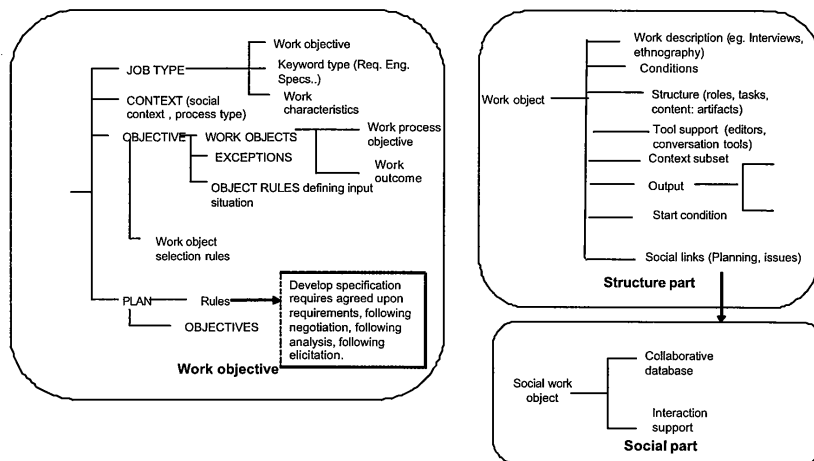 Work objective
JOB TYPE
Keyword type (Req. Eng.
Specs..)
Work
characteristics
CONTEXT (social
context , process type)
OBJECTIVE
WORK OBJECTS
Work process
objective
EXCEPTIONS
Work
outcome
OBJECT RULES defining input
situation
Work object
selection rules
PLAN
Rules
OBJECTIVES
Develop specification
requires agreed upon
requirements, following
negotiation, following
analysis, following
elicitation.
Work objective
Work object
Work description (eg. Interviews,
ethnography)
Conditions
Structure (roles, tasks,
content: artifacts)
Tool support (editors,
conversation tools)
Context subset
Output
Start condition
Social links (Planning, issues)
Structure part
Social work
object
Collaborative
database
Interaction
support
Social part